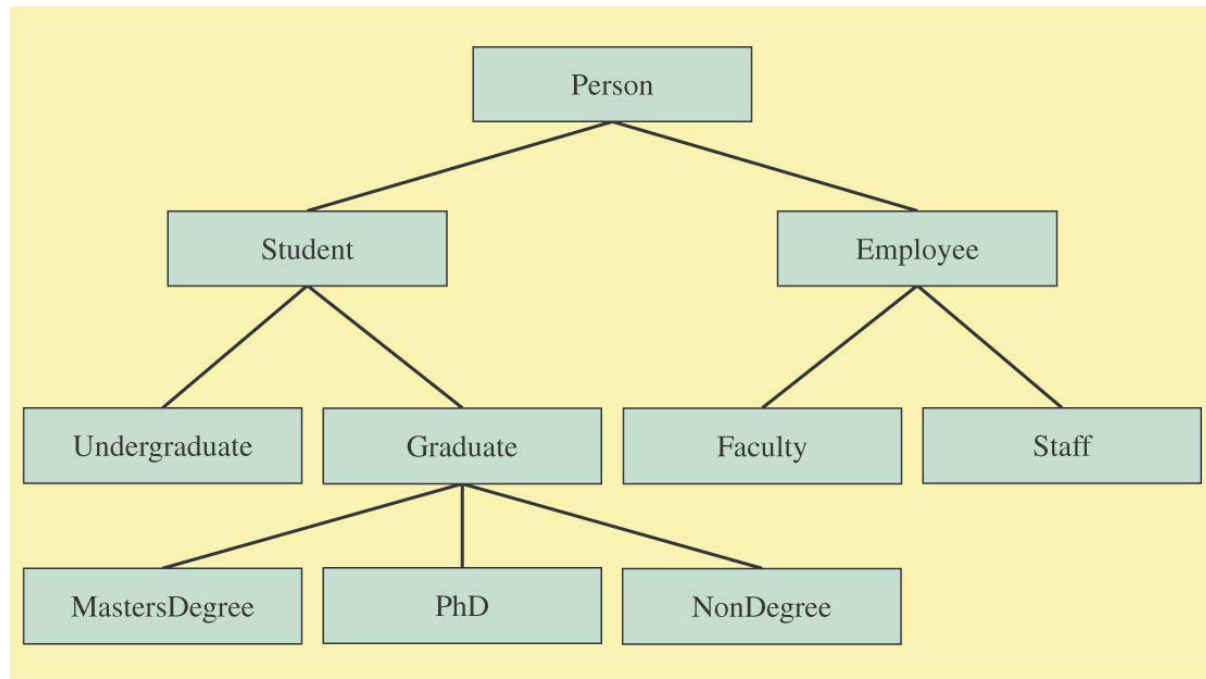 Person
Student
Employee
Undergraduate
Graduate
Faculty
Staff
MastersDegree
PhD
NonDegree